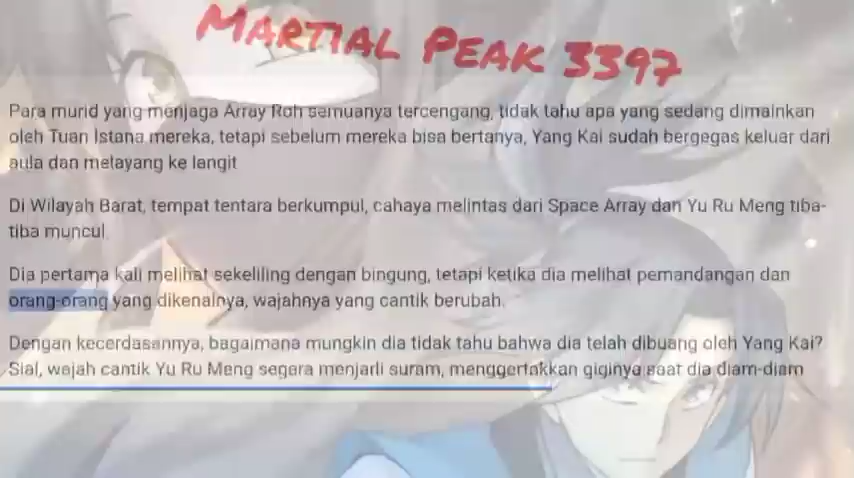 MARTIAL PEAK 3397
Para murid yang menjaga Array Roh semuanya tercengang, tidak tahu apa yang sedang dimainkan
oleh Tuan Istana mereka, tetapi sebelum mereka bisa bertanya, Yang Kai sudah bergegas keluar dari
aula dan melayang ke langit
Di Wilayah Barat, tempat tentara berkumpul, cahaya melintas dari Space Array dan Yu Ru Meng tiba-
tiba muncul.
Dia pertama kali melihat sekeliling dengan bingung, tetapi ketika dia melihat pemandangan dan
orang-orang yang dikenalnya, wajahnya yang cantik berubah.
Dengan kecerdasannya, bagaimana mungkin dia tidak tahu bahwa dia telah dibuang oleh Yang Kai?
Sial, wajah cantik Yu Ru Meng segera menjadi suram, menggertakkan giginya saat dia diam-diam